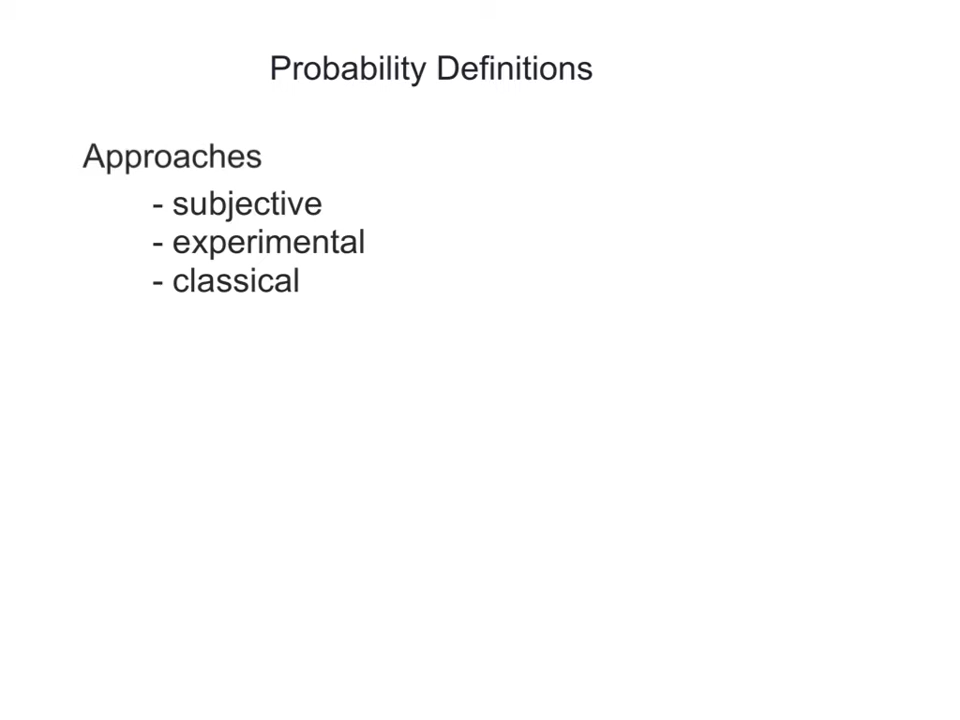 Probability Definitions
Approaches
- subjective
- experimental
- classical